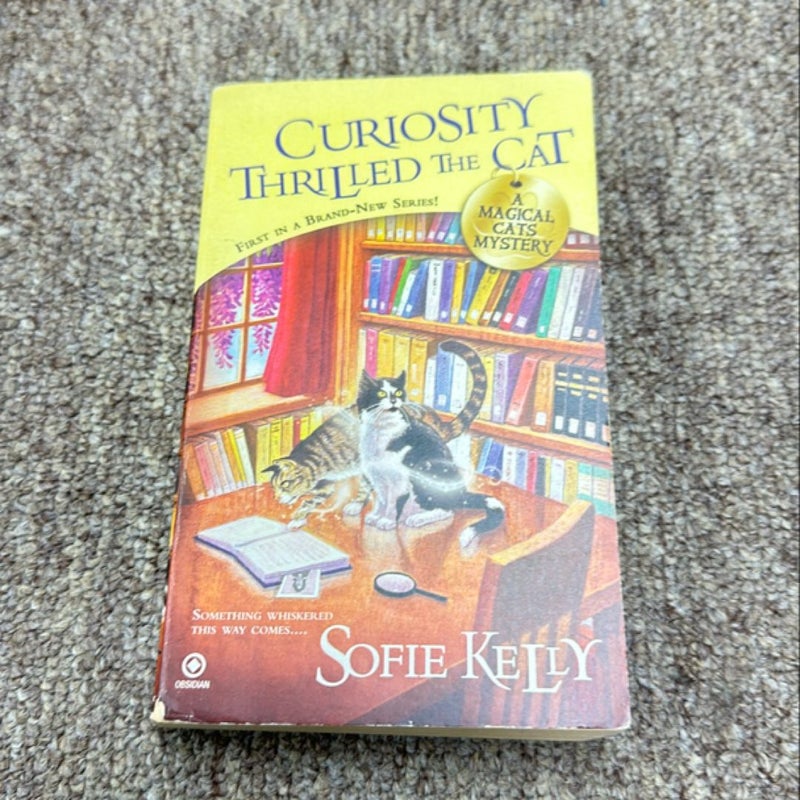 CURIOSITY
THRILLED THE CAT
FIRST IN A BRAND-NEW SERIES!
A
MAGICAL
CATS
MYSTERY
SOMETHING WHISKERED
THIS WAY COMES....
SOFIE KELLY
OBSIDIAN